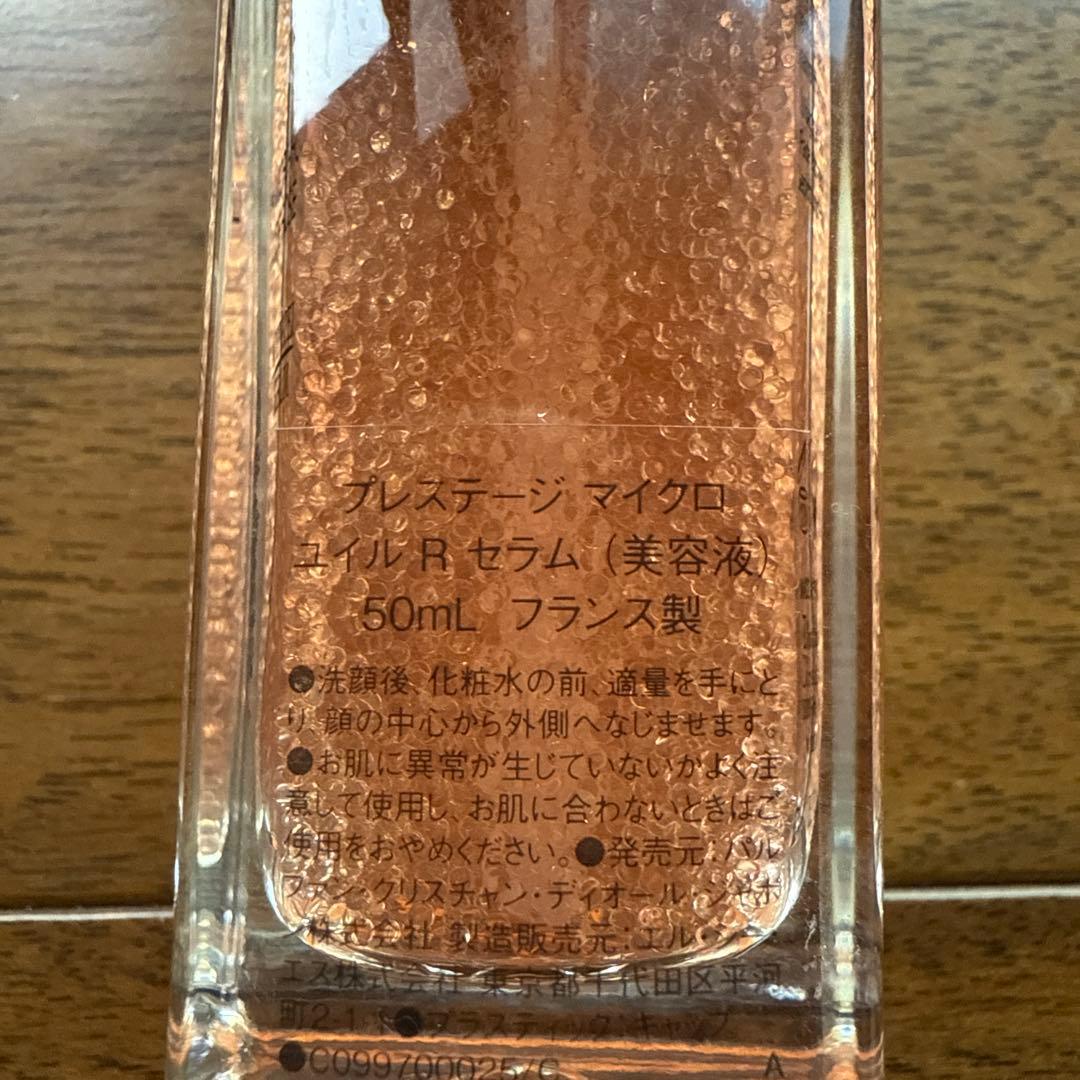 プレステージ マイクロ
ユイル R セラム（美容液）
50mL フランス製
●洗顔後、化粧水の前、適量を手にと
り、顔の中心から外側へなじませます。
●お肌に異常が生じていないかよく注
意して使用し、お肌に合わないときはご
使用をおやめください。●発売元：パル
ファン・クリスチャン・ディオール・ジャポ
ン株式会社 製造販売元：エル・
エス株式会社 東京都千代田区平河
町2-1-1●プラスティック：キャップ
●C099700025/C A